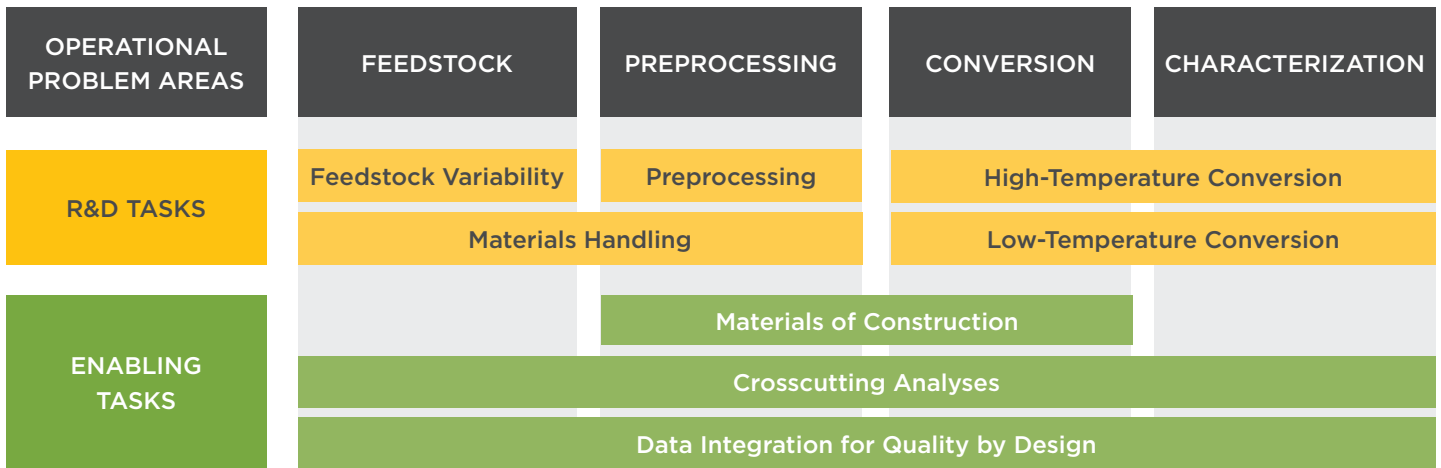 OPERATIONAL
PROBLEM AREAS
FEEDSTOCK
PREPROCESSING
CONVERSION
CHARACTERIZATION
R&D TASKS
Feedstock Variability
Preprocessing
High-Temperature Conversion
Materials Handling
Low-Temperature Conversion
ENABLING
TASKS
Materials of Construction
Crosscutting Analyses
Data Integration for Quality by Design